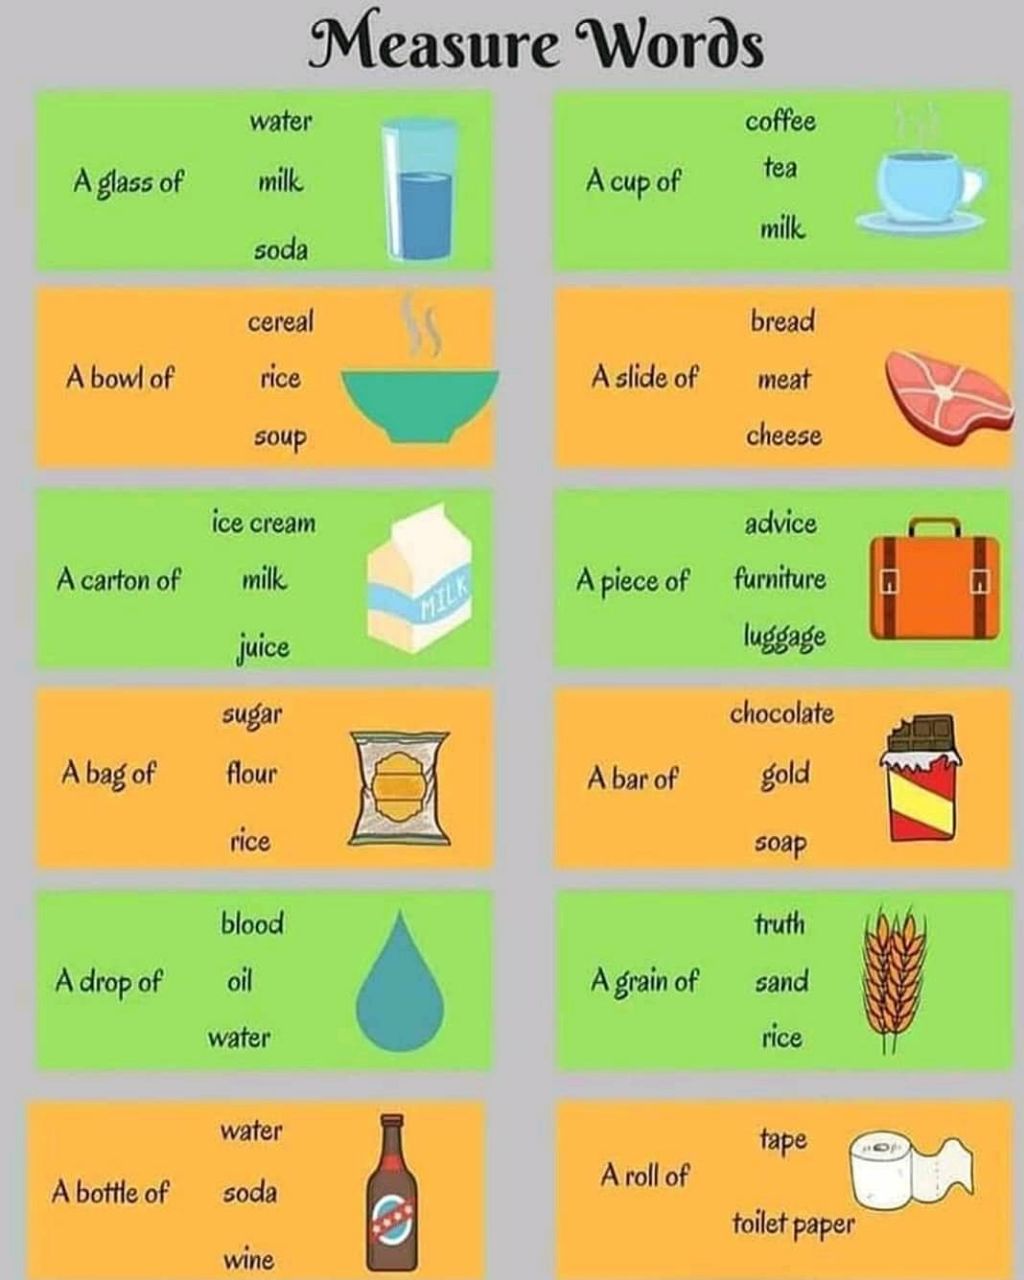 Measure Words
A glass of
water
milk
soda
A cup of
coffee
tea
milk
A bowl of
cereal
rice
soup
A slide of
bread
meat
cheese
A carton of
ice cream
milk
juice
MILK
A piece of
advice
furniture
luggage
A bag of
sugar
flour
rice
A bar of
chocolate
gold
soap
A drop of
blood
oil
water
A grain of
truth
sand
rice
A bottle of
water
soda
wine
A roll of
tape
toilet paper